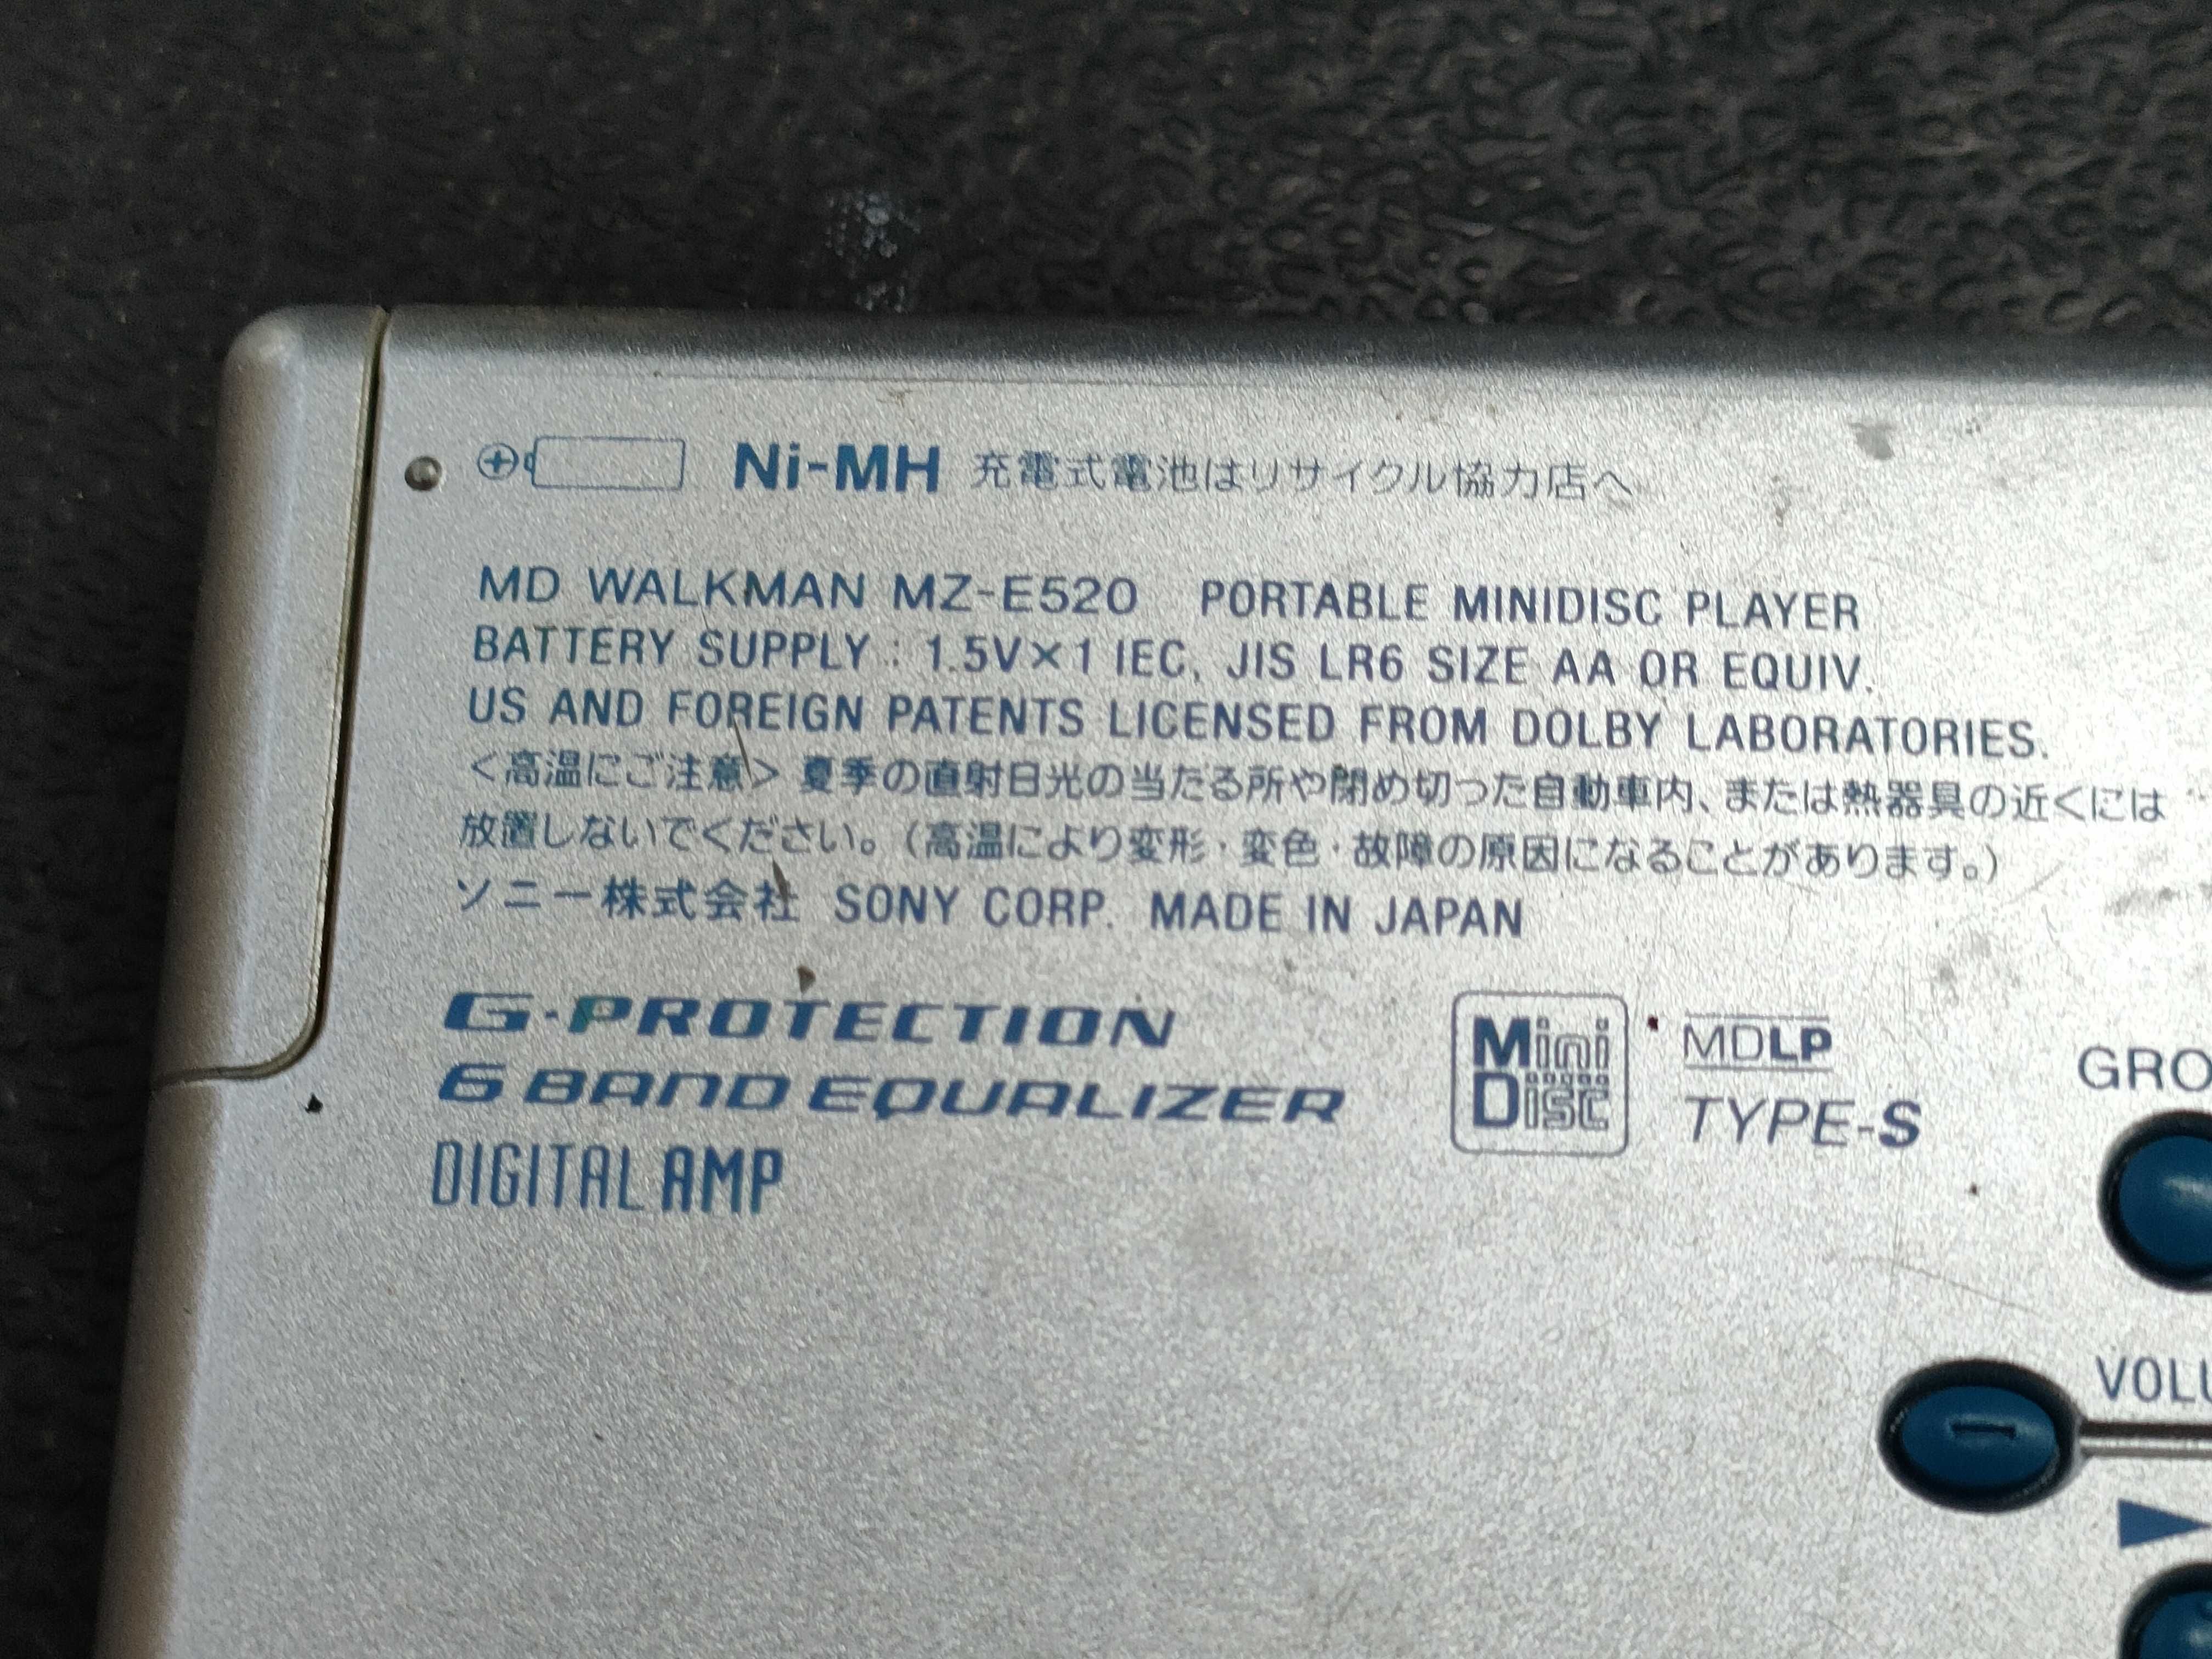 Ni-MH 充電式電池はリサイクル協力店へ
MD WALKMAN MZ-E520 PORTABLE MINIDISC PLAYER
BATTERY SUPPLY : 1.5V×1 IEC, JIS LR6 SIZE AA OR EQUIV.
US AND FOREIGN PATENTS LICENSED FROM DOLBY LABORATORIES.
<高温にご注意> 夏季の直射日光の当たる所や閉め切った自動車内、または熱器具の近くには
放置しないでください。(高温により変形・変色・故障の原因になることがあります。)
ソニー株式会社 SONY CORP. MADE IN JAPAN
G-PROTECTION
6 BAND EQUALIZER
DIGITAL AMP
Mini
Disc
MDLP
TYPE-S
GRO
VOLU